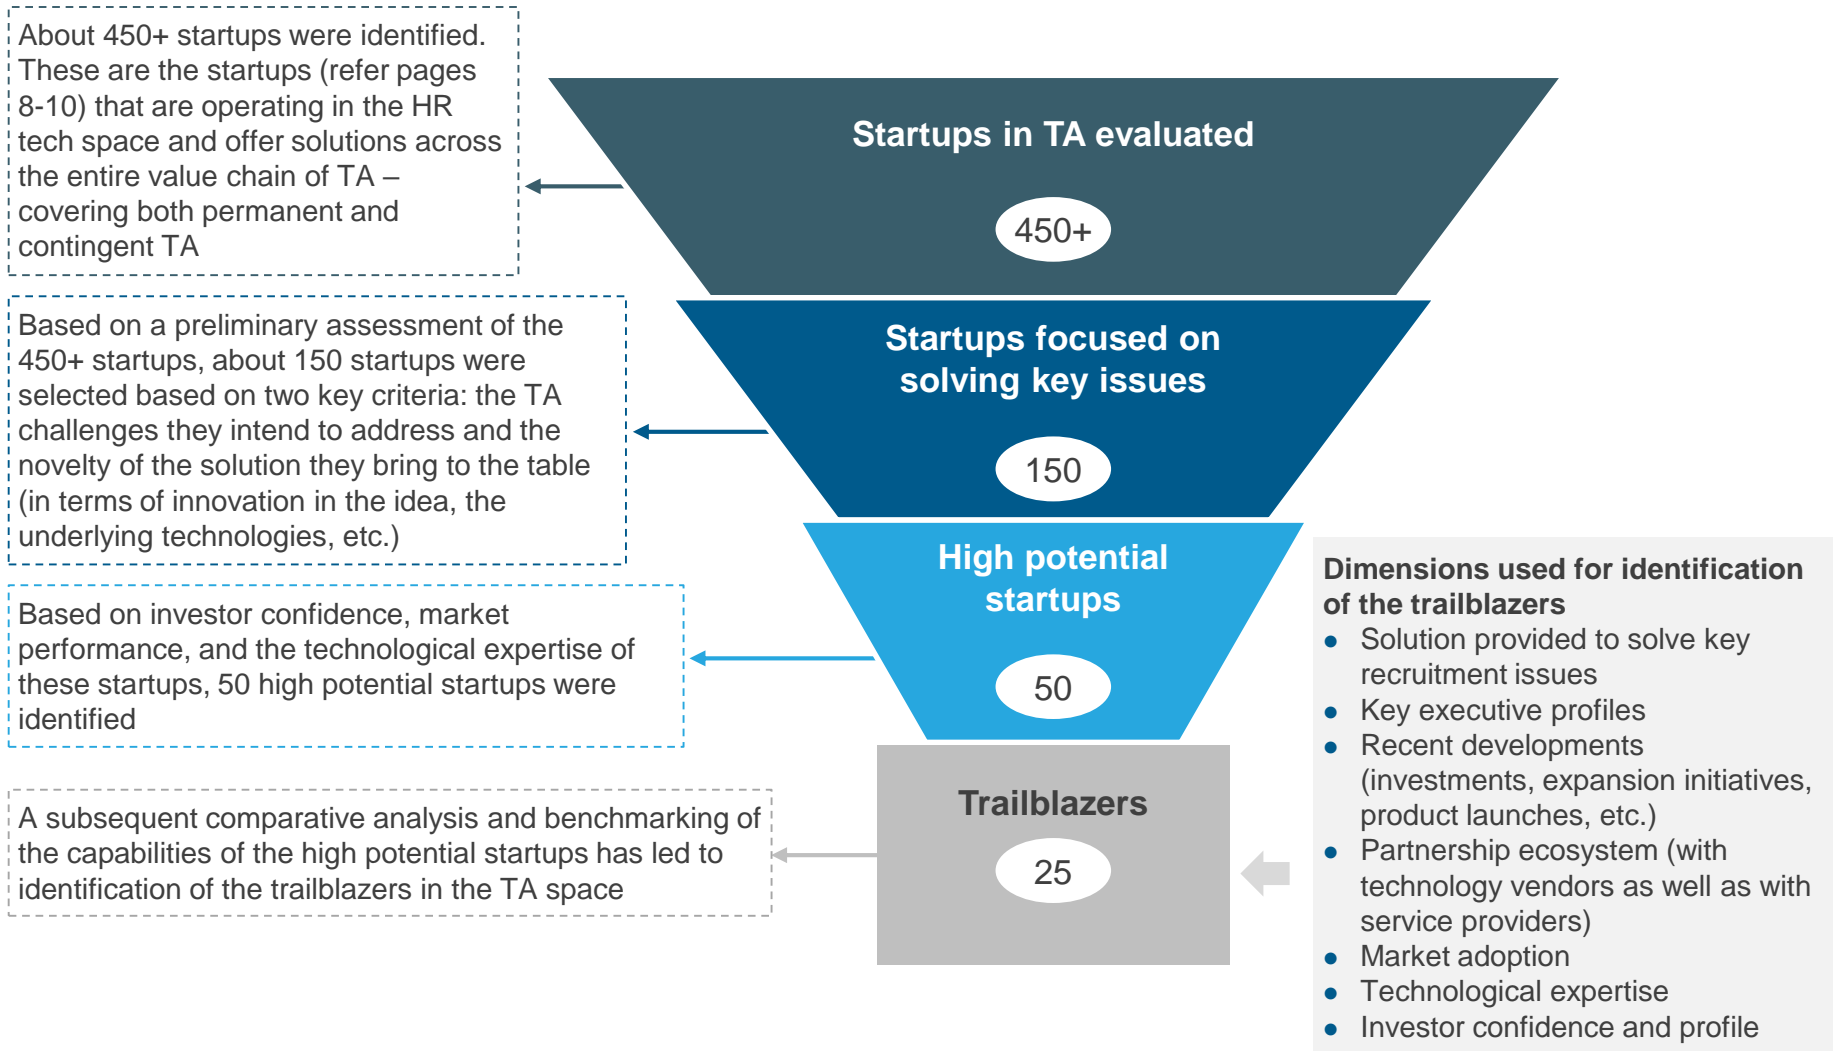 About 450+ startups were identified.
These are the startups (refer pages
8-10) that are operating in the HR
tech space and offer solutions across
the entire value chain of TA –
covering both permanent and
contingent TA
Startups in TA evaluated
450+
Based on a preliminary assessment of the
450+ startups, about 150 startups were
selected based on two key criteria: the TA
challenges they intend to address and the
novelty of the solution they bring to the table
(in terms of innovation in the idea, the
underlying technologies, etc.)
Startups focused on
solving key issues
150
Based on investor confidence, market
performance, and the technological expertise of
these startups, 50 high potential startups were
identified
High potential
startups
50
A subsequent comparative analysis and benchmarking of
the capabilities of the high potential startups has led to
identification of the trailblazers in the TA space
Trailblazers
25
Dimensions used for identification
of the trailblazers
● Solution provided to solve key
recruitment issues
● Key executive profiles
● Recent developments
(investments, expansion initiatives,
product launches, etc.)
● Partnership ecosystem (with
technology vendors as well as with
service providers)
● Market adoption
● Technological expertise
● Investor confidence and profile